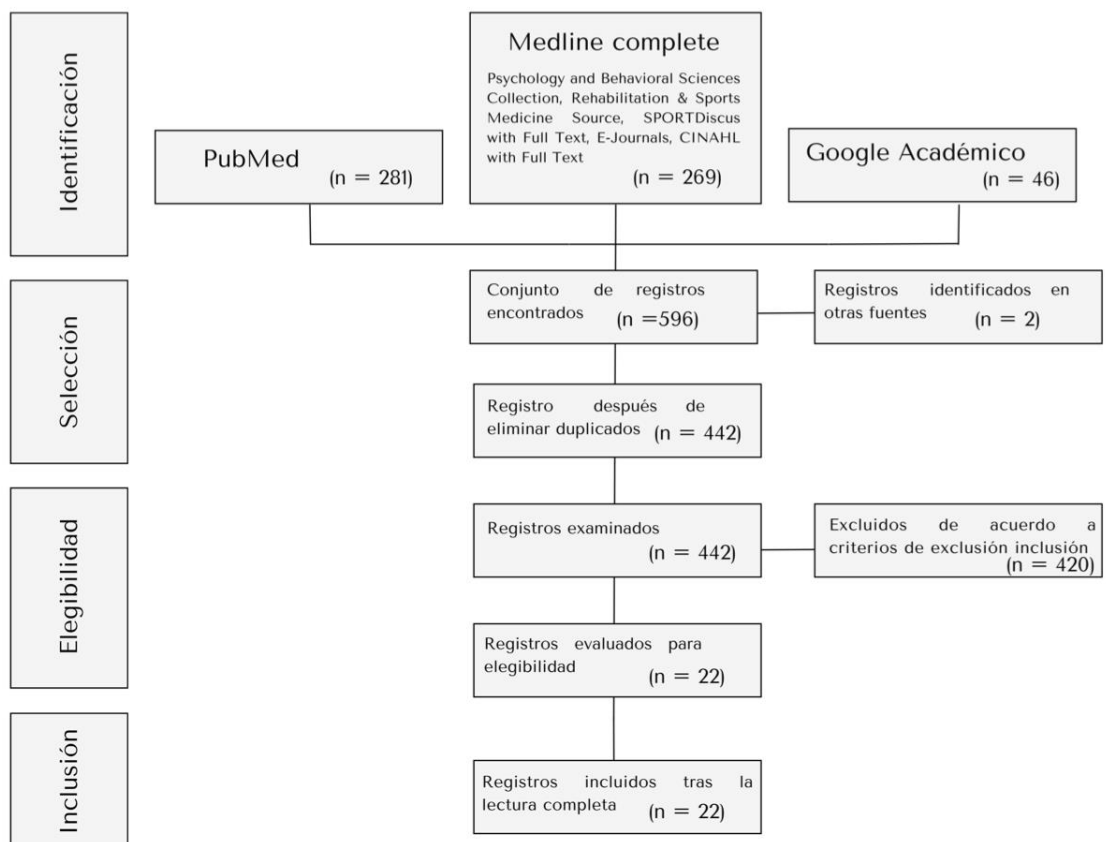 Identificación
Medline complete
Psychology and Behavioral Sciences
Collection, Rehabilitation & Sports
Medicine Source, SPORTDiscus
with Full Text, E-Journals, CINAHL
with Full Text
(n = 269)
PubMed
(n = 281)
Google Académico
(n = 46)
Selección
Conjunto de registros
encontrados
(n =596)
Registros identificados en
otras fuentes
(n = 2)
Registro después de
eliminar duplicados (n = 442)
Elegibilidad
Registros examinados
(n = 442)
Excluidos de acuerdo a
criterios de exclusión inclusión
(n = 420)
Registros evaluados para
elegibilidad
(n = 22)
Inclusión
Registros incluidos tras la
lectura completa
(n = 22)